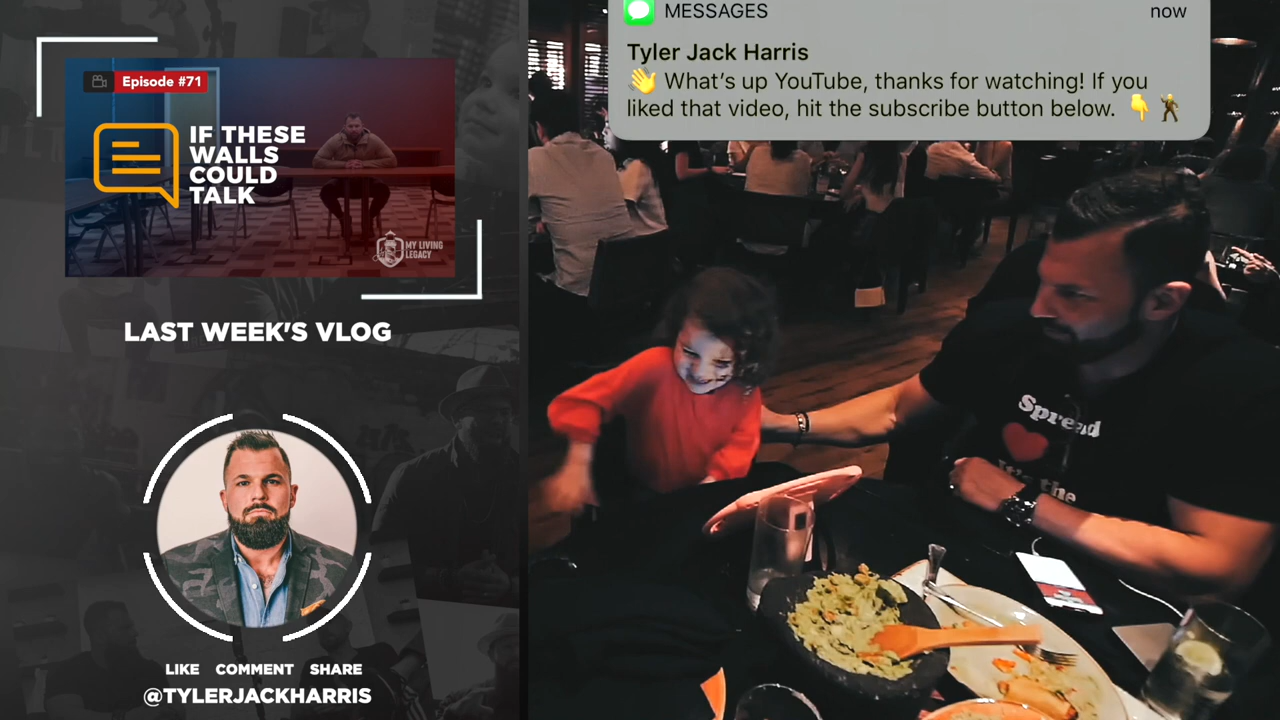 Episode #71
IF THESE
WALLS
COULD
TALK
MY LIVING
LEGACY
LAST WEEK'S VLOG
LIKE COMMENT SHARE
@TYLERJACKHARRIS
MESSAGES now
Tyler Jack Harris
👋 What's up YouTube, thanks for watching! If you
liked that video, hit the subscribe button below. 👇🕺
Spread
It's the